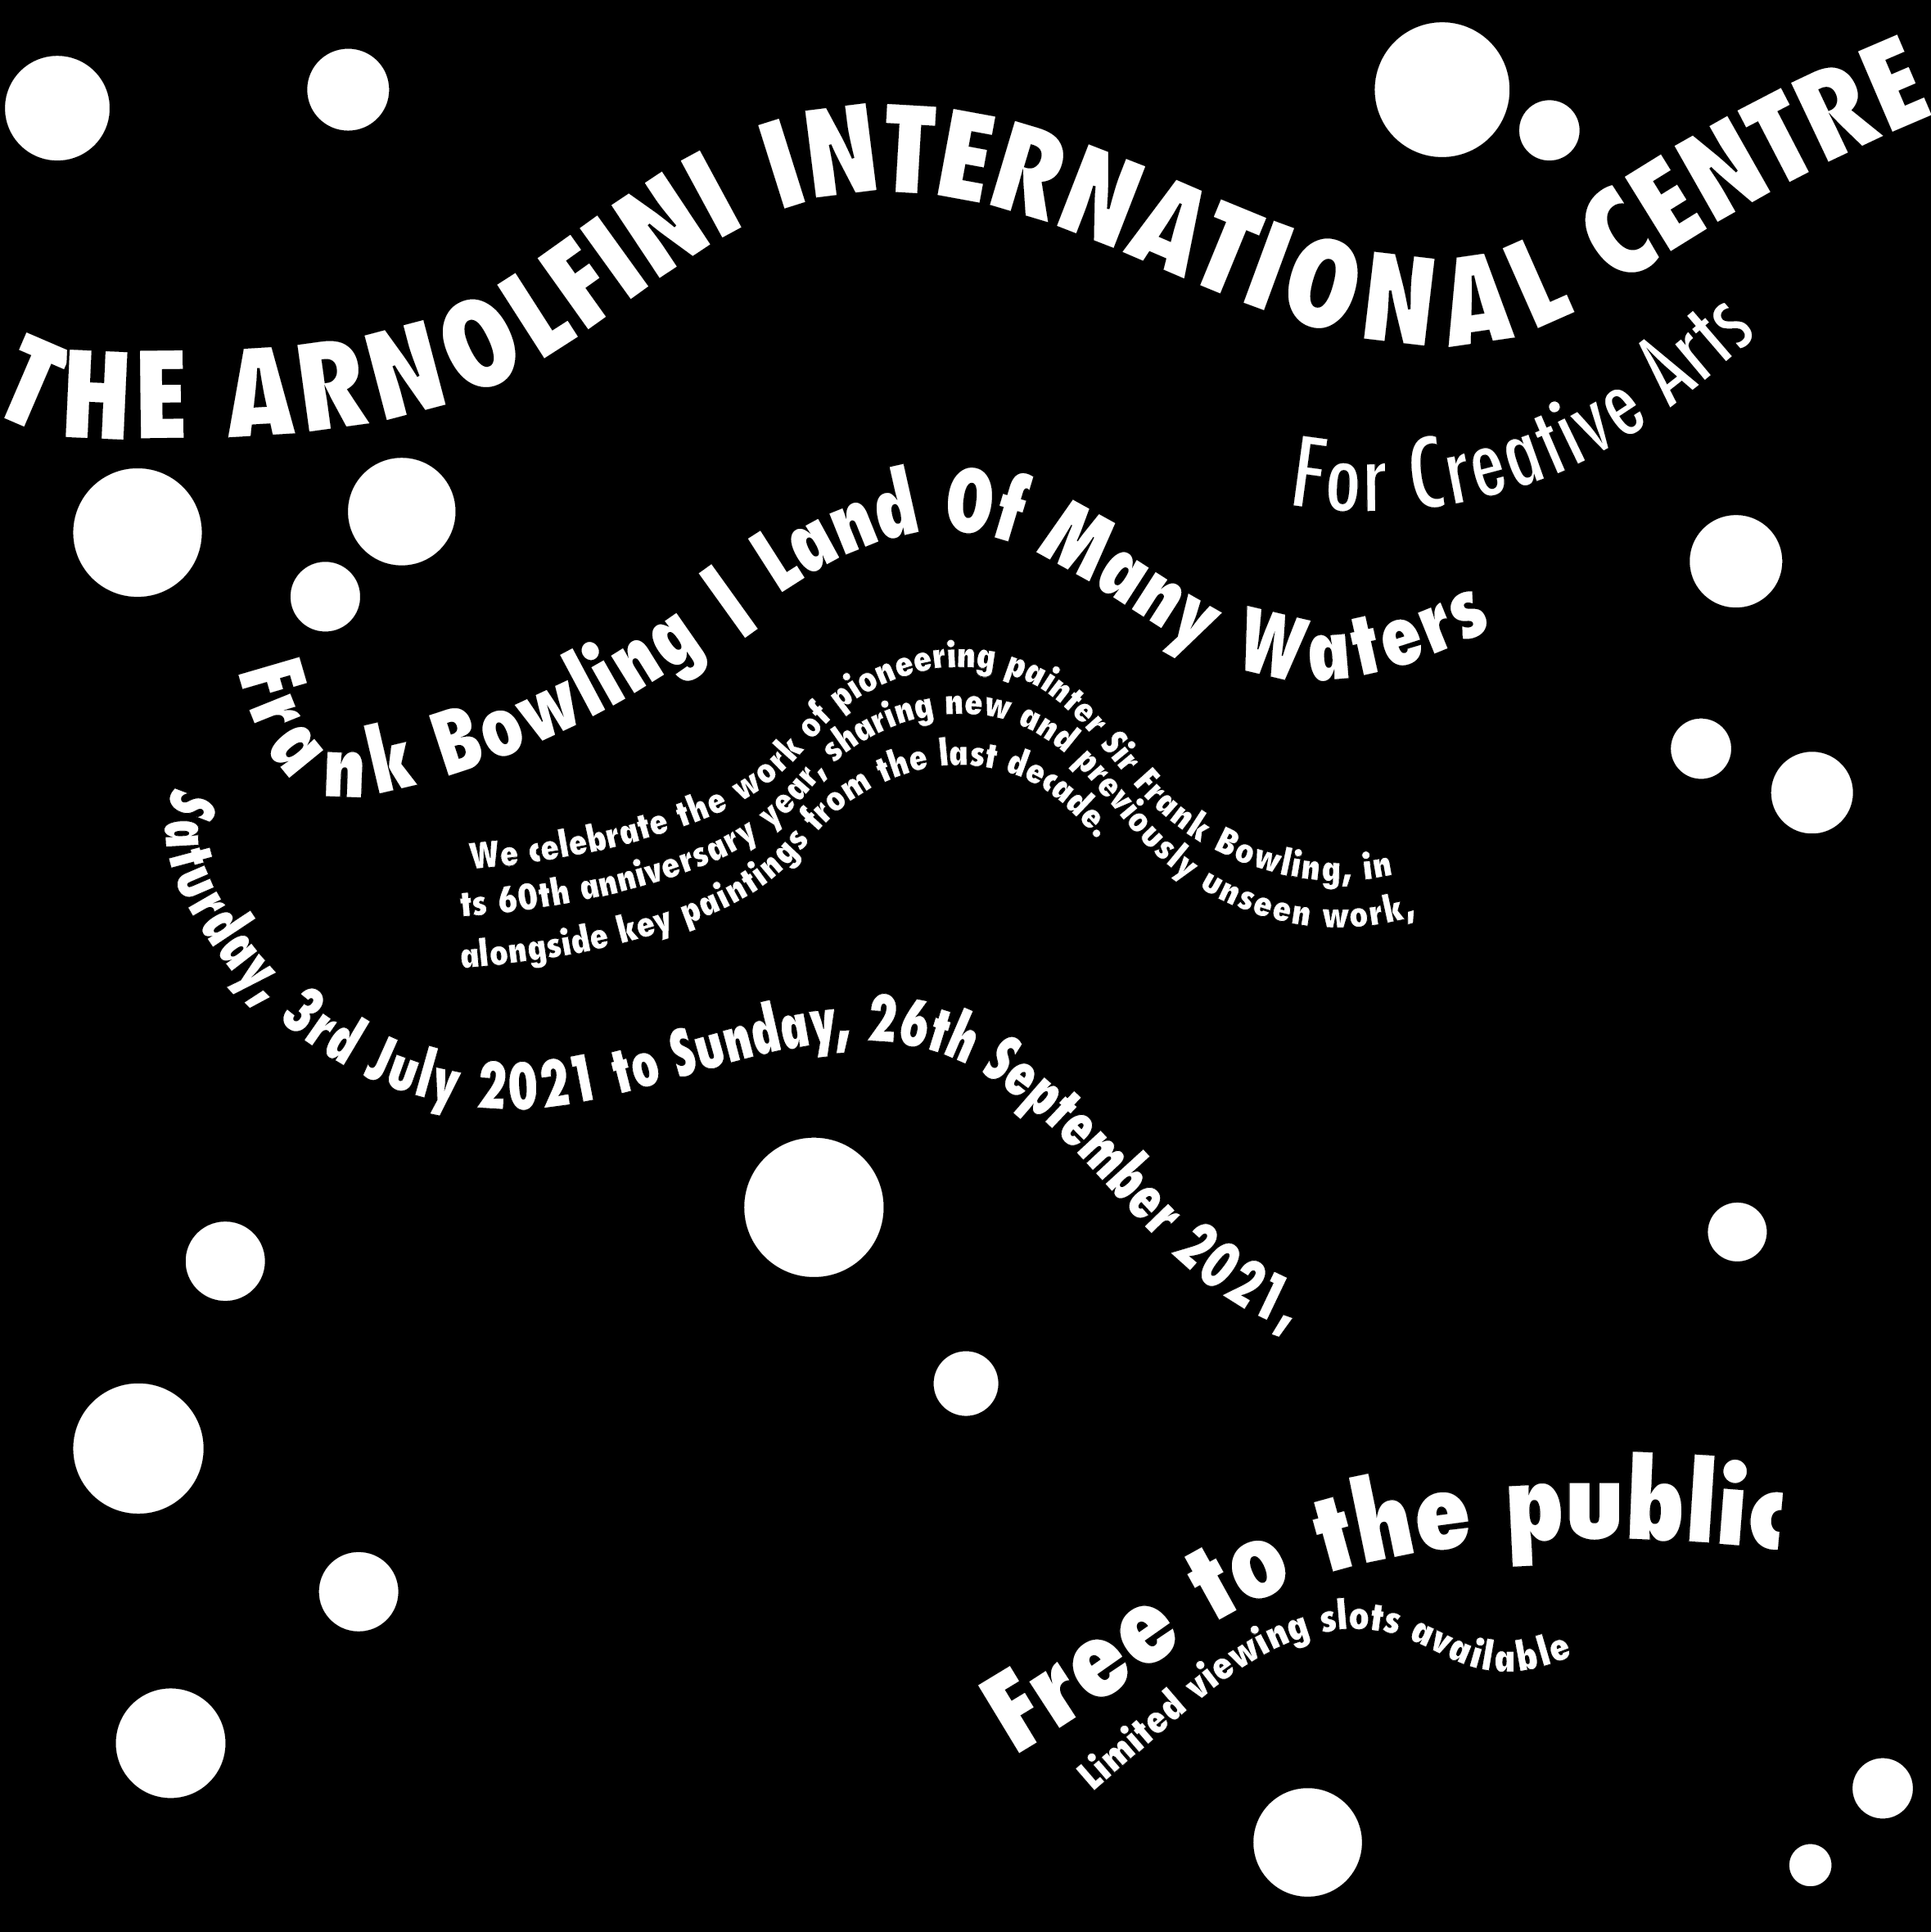 THE ARNOLFINI INTERNATIONAL CENTRE
For Creative Arts
Frank Bowling | Land Of Many Waters
We celebrate the work of pioneering painter Sir Frank Bowling, in
ts 60th anniversary year, sharing new and previously unseen work,
alongside key paintings from the last decade.
Saturday, 3rd July 2021 to Sunday, 26th September 2021,
Free to the public
Limited viewing slots available